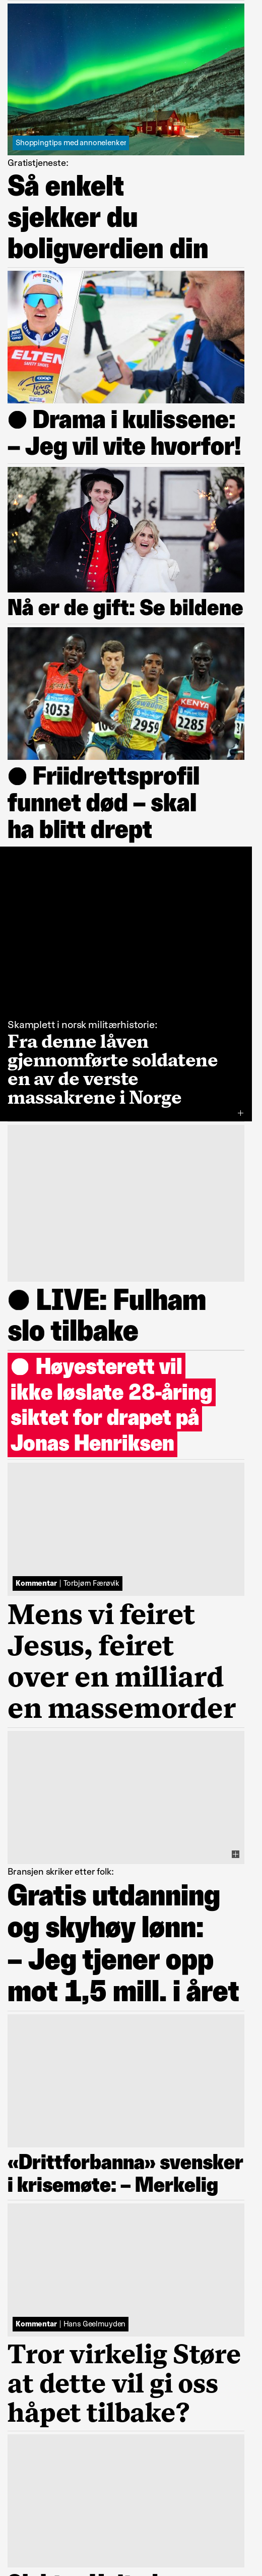 Shoppingtips med annonelenker
Gratistjeneste:
Så enkelt
sjekker du
boligverdien din
ELTEN
● Drama i kulissene:
– Jeg vil vite hvorfor!
Nå er de gift: Se bildene
3053
2959
KENYA
2285
● Friidrettsprofil
funnet død – skal
ha blitt drept
Skamplett i norsk militærhistorie:
Fra denne låven
gjennomførte soldatene
en av de verste
massakrene i Norge
● LIVE: Fulham
slo tilbake
● Høyesterett vil
ikke løslate 28-åring
siktet for drapet på
Jonas Henriksen
Kommentar | Torbjørn Færøvik
Mens vi feiret
Jesus, feiret
over en milliard
en massemorder
Bransjen skriker etter folk:
Gratis utdanning
og skyhøy lønn:
– Jeg tjener opp
mot 1,5 mill. i året
«Drittforbanna» svensker
i krisemøte: – Merkelig
Kommentar | Hans Geelmuyden
Tror virkelig Støre
at dette vil gi oss
håpet tilbake?